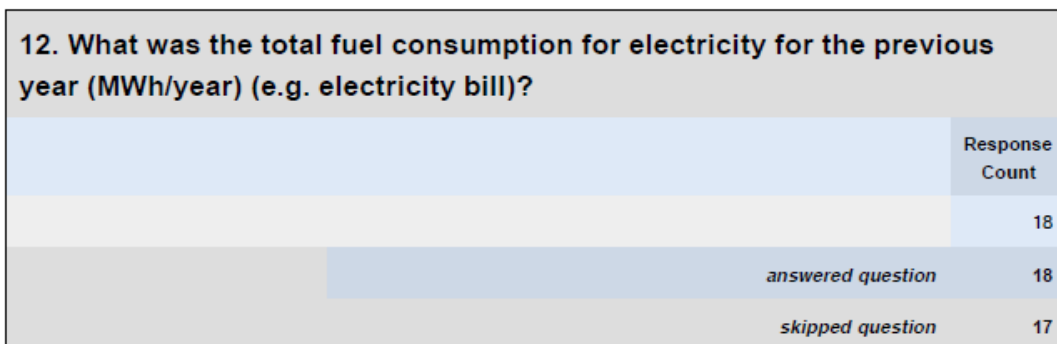 12. What was the total fuel consumption for electricity for the previous
year (MWh/year) (e.g. electricity bill)?
Response
Count
18
answered question 18
skipped question 17